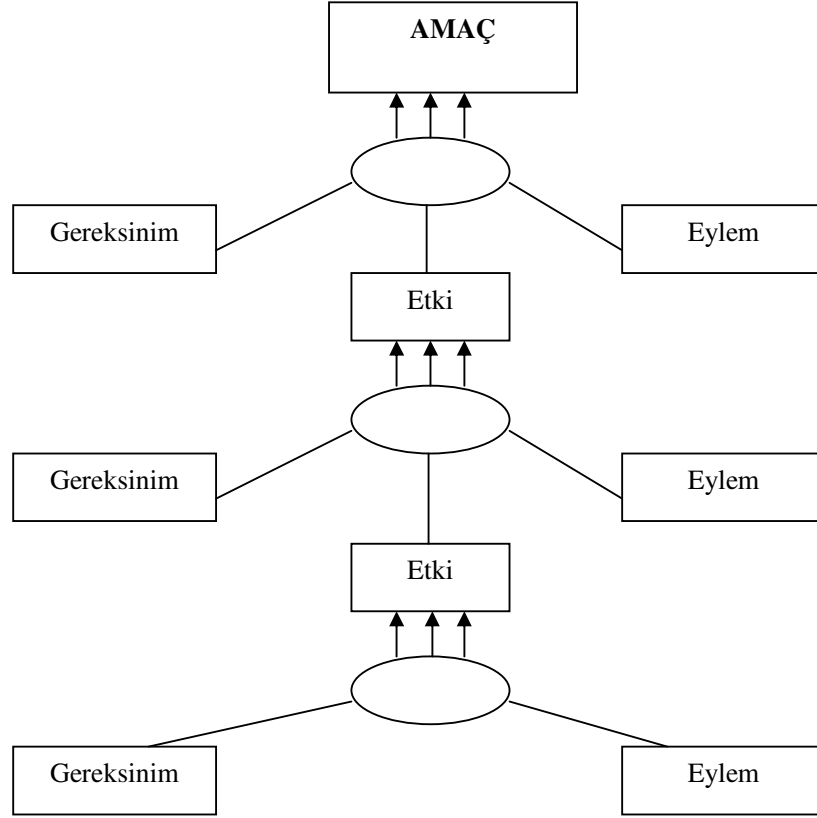 AMAÇ
Gereksinim
Eylem
Etki
Gereksinim
Eylem
Etki
Gereksinim
Eylem